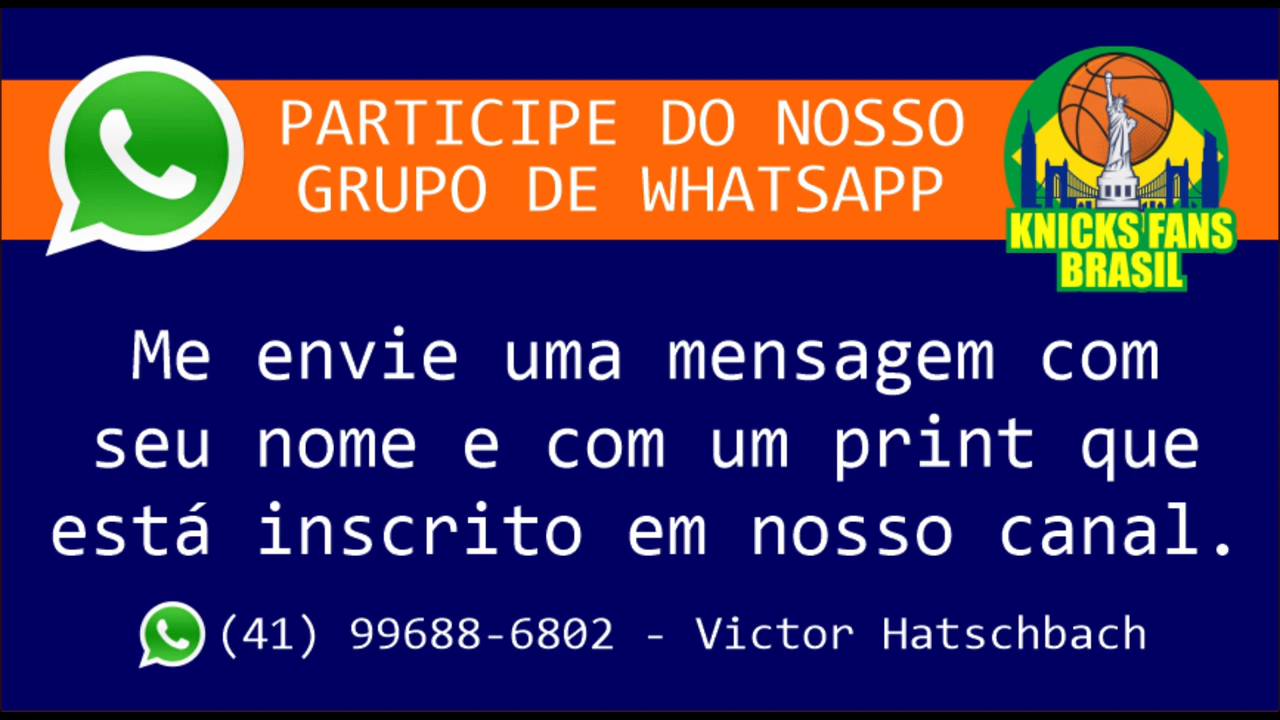 PARTICIPE DO NOSSO
GRUPO DE WHATSAPP
KNICKS FANS
BRASIL
Me envie uma mensagem com
seu nome e com um print que
está inscrito em nosso canal.
(41) 99688-6802 - Victor Hatschbach